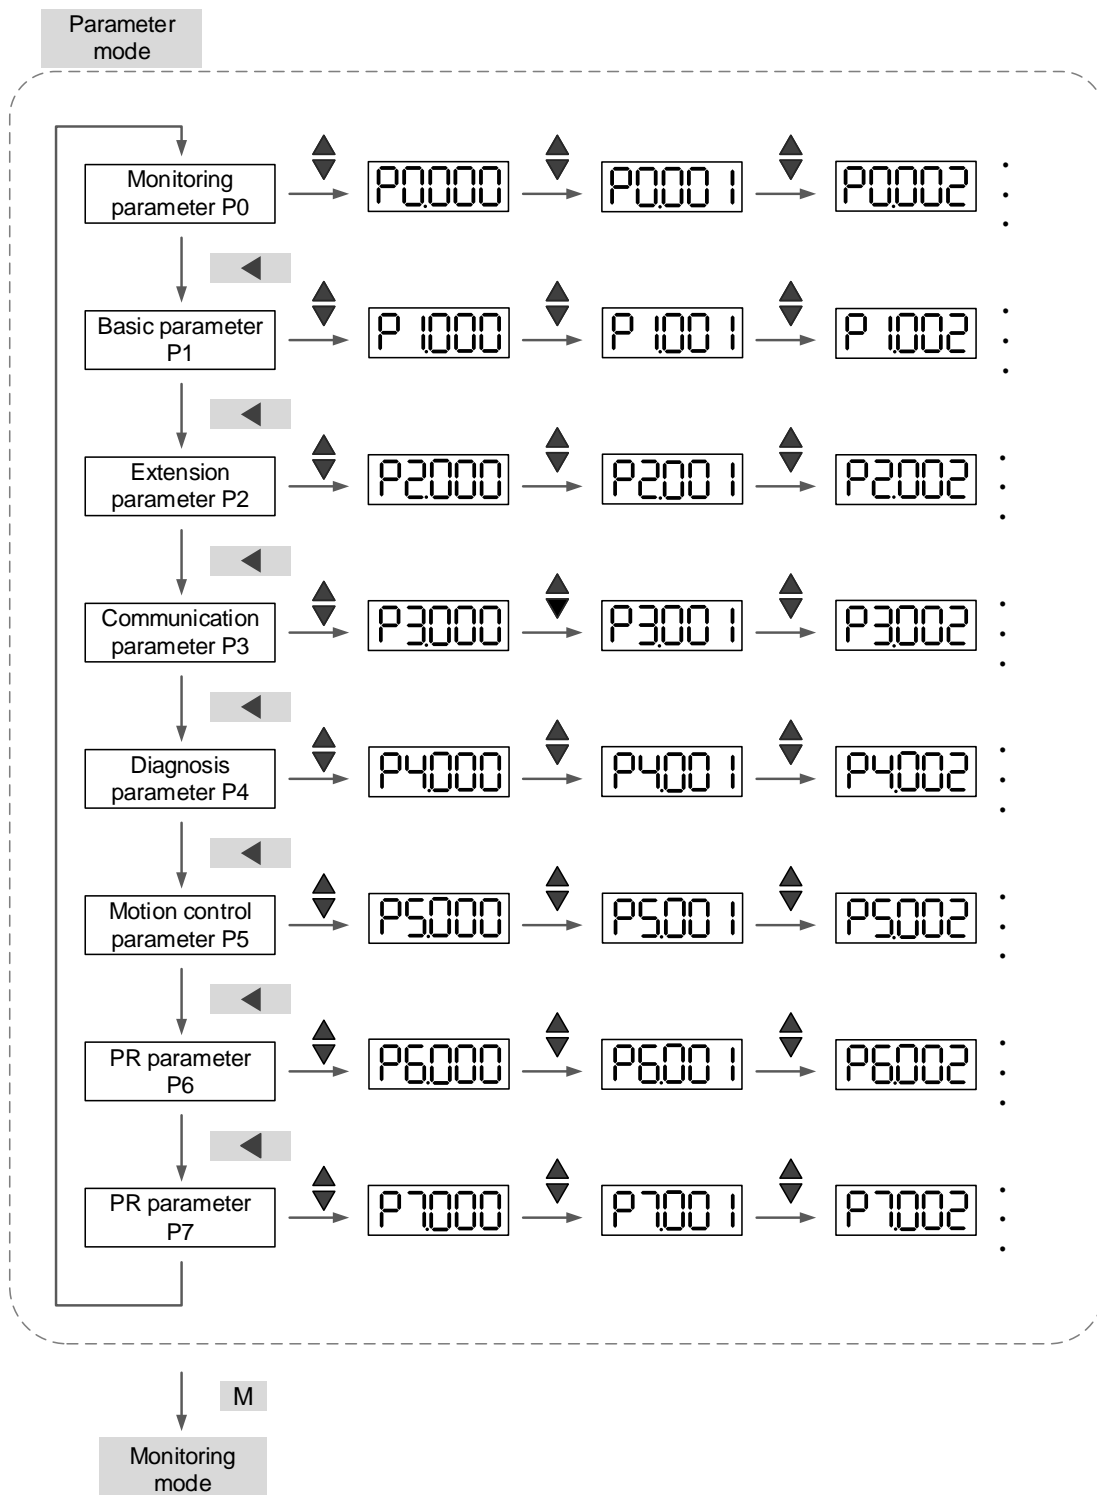 Parameter
mode
Monitoring
parameter P0
P0.000
P0.001
P0.002
Basic parameter
P1
P1.000
P1.001
P1.002
Extension
parameter P2
P2.000
P2.001
P2.002
Communication
parameter P3
P3.000
P3.001
P3.002
Diagnosis
parameter P4
P4.000
P4.001
P4.002
Motion control
parameter P5
P5.000
P5.001
P5.002
PR parameter
P6
P6.000
P6.001
P6.002
PR parameter
P7
P7.000
P7.001
P7.002
M
Monitoring
mode